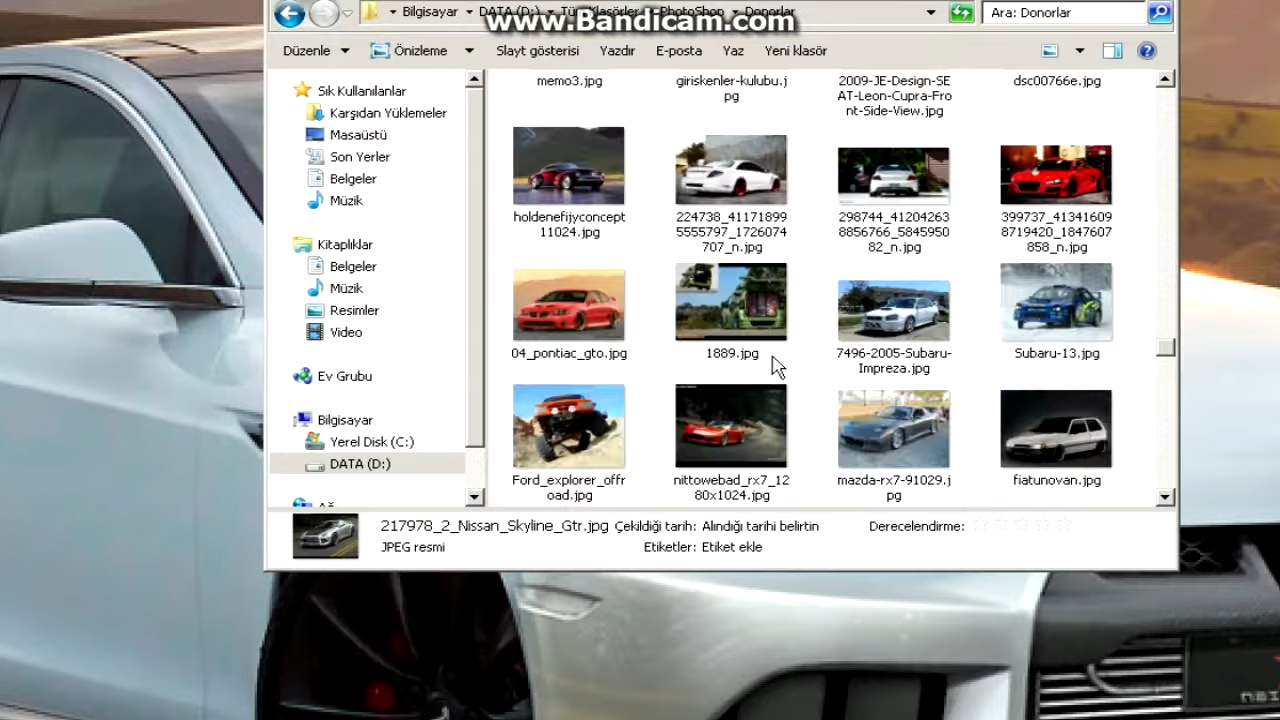 Bilgisayar DATA (D:) Tüm Klasörler PhotoShop Donorlar
www.Bandicam.com
Ara: Donorlar
Düzenle Önizleme Slayt gösterisi Yazdır E-posta Yaz Yeni klasör
Sık Kullanılanlar
Karşıdan Yüklemeler
Masaüstü
Son Yerler
Belgeler
Müzik
Kitaplıklar
Belgeler
Müzik
Resimler
Video
Ev Grubu
Bilgisayar
Yerel Disk (C:)
DATA (D:)
Ağ
memo3.jpg
giriskenler-kulubu.j
pg
2009-JE-Design-SE
AT-Leon-Cupra-Fro
nt-Side-View.jpg
dsc00766e.jpg
holdenefijyconcept
11024.jpg
224738_41171899
5555797_1726074
707_n.jpg
298744_41204263
8856766_5845950
82_n.jpg
399737_41341609
8719420_1847607
858_n.jpg
04_pontiac_gto.jpg
1889.jpg
7496-2005-Subaru-
Impreza.jpg
Subaru-13.jpg
Ford_explorer_offr
oad.jpg
nittowebad_rx7_12
80x1024.jpg
mazda-rx7-91029.j
pg
fiatunovan.jpg
217978_2_Nissan_Skyline_Gtr.jpg Çekildiği tarih: Alındığı tarihi belirtin Derecelendirme:
JPEG resmi Etiketler: Etiket ekle